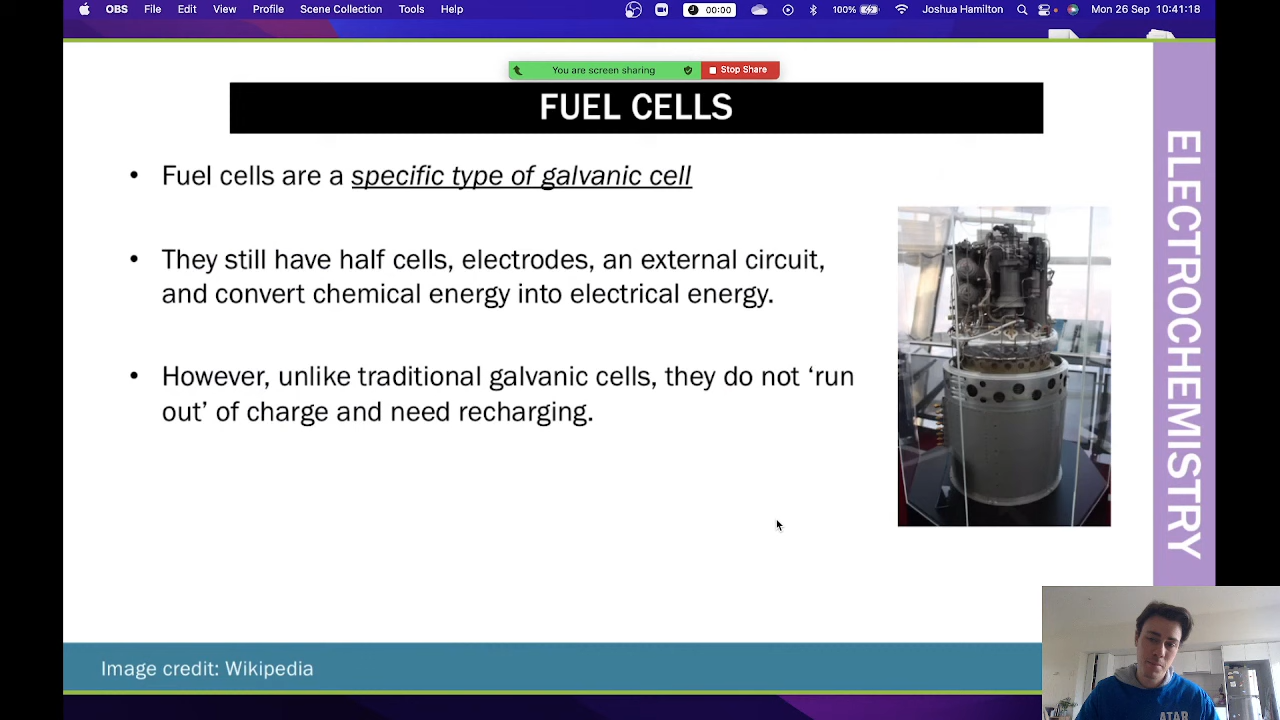 OBS File Edit View Profile Scene Collection Tools Help 00:00 100% Joshua Hamilton Mon 26 Sep 10:41:18
You are screen sharing Stop Share
FUEL CELLS
• Fuel cells are a specific type of galvanic cell
• They still have half cells, electrodes, an external circuit,
and convert chemical energy into electrical energy.
• However, unlike traditional galvanic cells, they do not ‘run
out’ of charge and need recharging.
ELECTROCHEMISTRY
Image credit: Wikipedia
ATAR